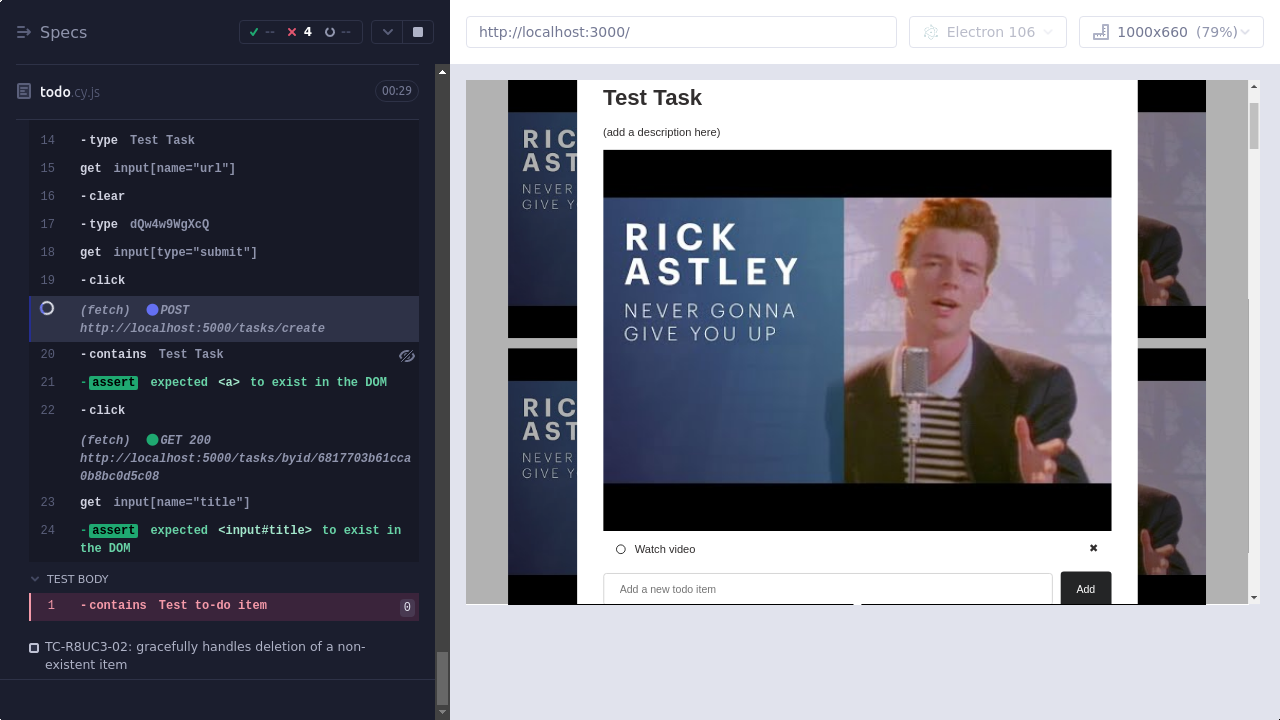 Specs
--
4
--
http://localhost:3000/
Electron 106
1000x660 (79%)
todo.cy.js
00:29
14 -type Test Task
15 get input[name="url"]
16 -clear
17 -type dQw4w9WgXcQ
18 get input[type="submit"]
19 -click
(fetch) POST
http://localhost:5000/tasks/create
20 -contains Test Task
21 -assert expected <a> to exist in the DOM
22 -click
(fetch) GET 200
http://localhost:5000/tasks/byid/6817703b61cca
0b8bc0d5c08
23 get input[name="title"]
24 -assert expected <input#title> to exist in
the DOM
TEST BODY
1 -contains Test to-do item 0
TC-R8UC3-02: gracefully handles deletion of a non-
existent item
Test Task
(add a description here)
RIC
AST
NEVER
GIVE Y
RICK
ASTLEY
NEVER GONNA
GIVE YOU UP
RIC
AST
NEVER
GIVE Y
Watch video ✖
Add a new todo item
Add